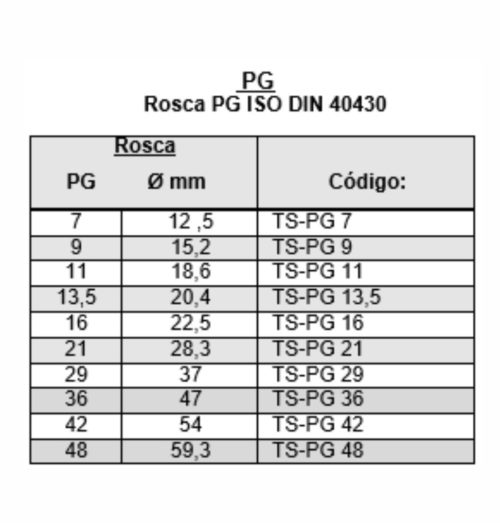 PG
Rosca PG ISO DIN 40430
Rosca
PG Ø mm Código:
7 12 ,5 TS-PG 7
9 15,2 TS-PG 9
11 18,6 TS-PG 11
13,5 20,4 TS-PG 13,5
16 22,5 TS-PG 16
21 28,3 TS-PG 21
29 37 TS-PG 29
36 47 TS-PG 36
42 54 TS-PG 42
48 59,3 TS-PG 48